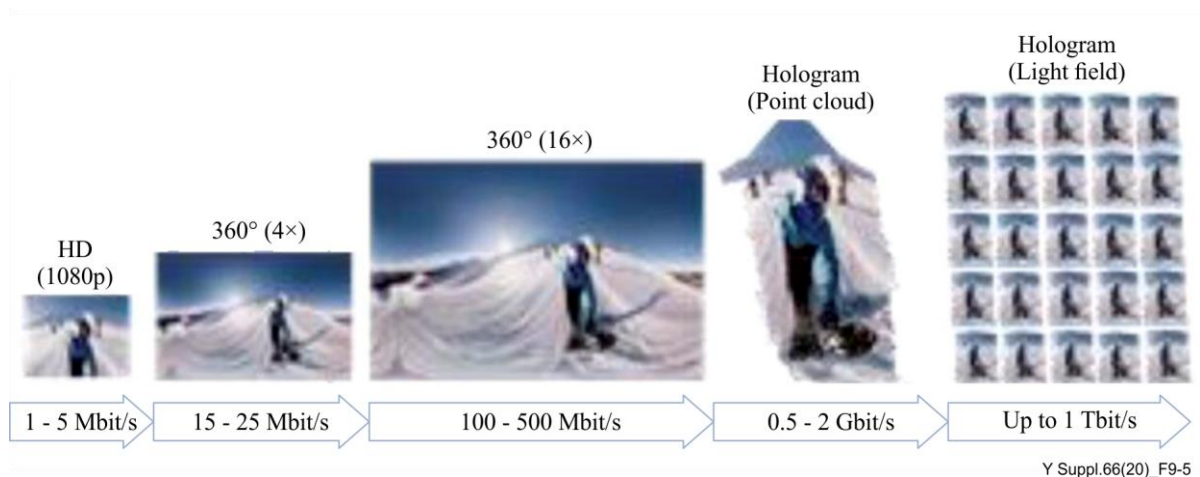 HD
(1080p)
360° (4×)
360° (16×)
Hologram
(Point cloud)
Hologram
(Light field)
1 - 5 Mbit/s
15 - 25 Mbit/s
100 - 500 Mbit/s
0.5 - 2 Gbit/s
Up to 1 Tbit/s
Y Suppl.66(20)_F9-5